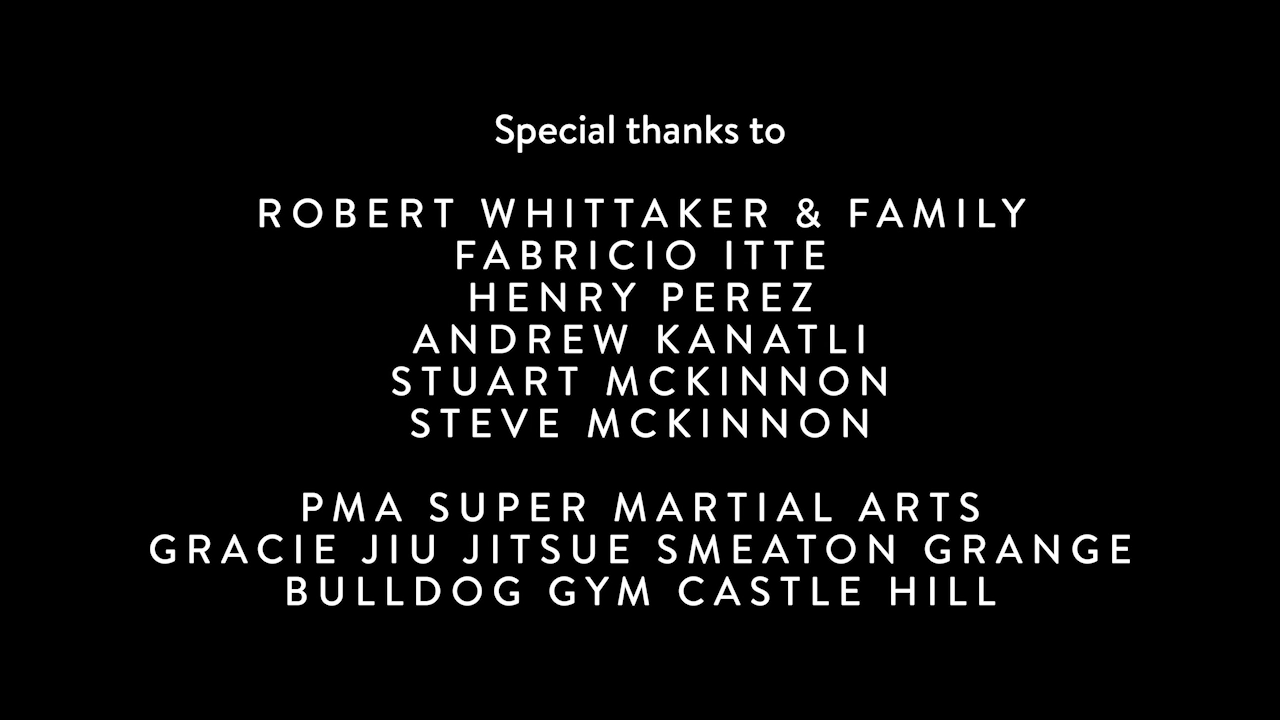 Special thanks to
ROBERT WHITTAKER & FAMILY
FABRICIO ITTE
HENRY PEREZ
ANDREW KANATLI
STUART MCKINNON
STEVE MCKINNON
PMA SUPER MARTIAL ARTS
GRACIE JIU JITSUE SMEATON GRANGE
BULLDOG GYM CASTLE HILL